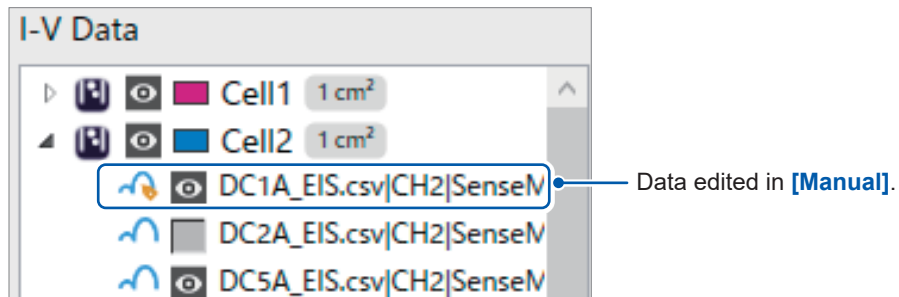 I-V Data
Cell1 1 cm²
Cell2 1 cm²
DC1A_EIS.csv|CH2|SenseM
Data edited in [Manual].
DC2A_EIS.csv|CH2|SenseM
DC5A_EIS.csv|CH2|SenseM